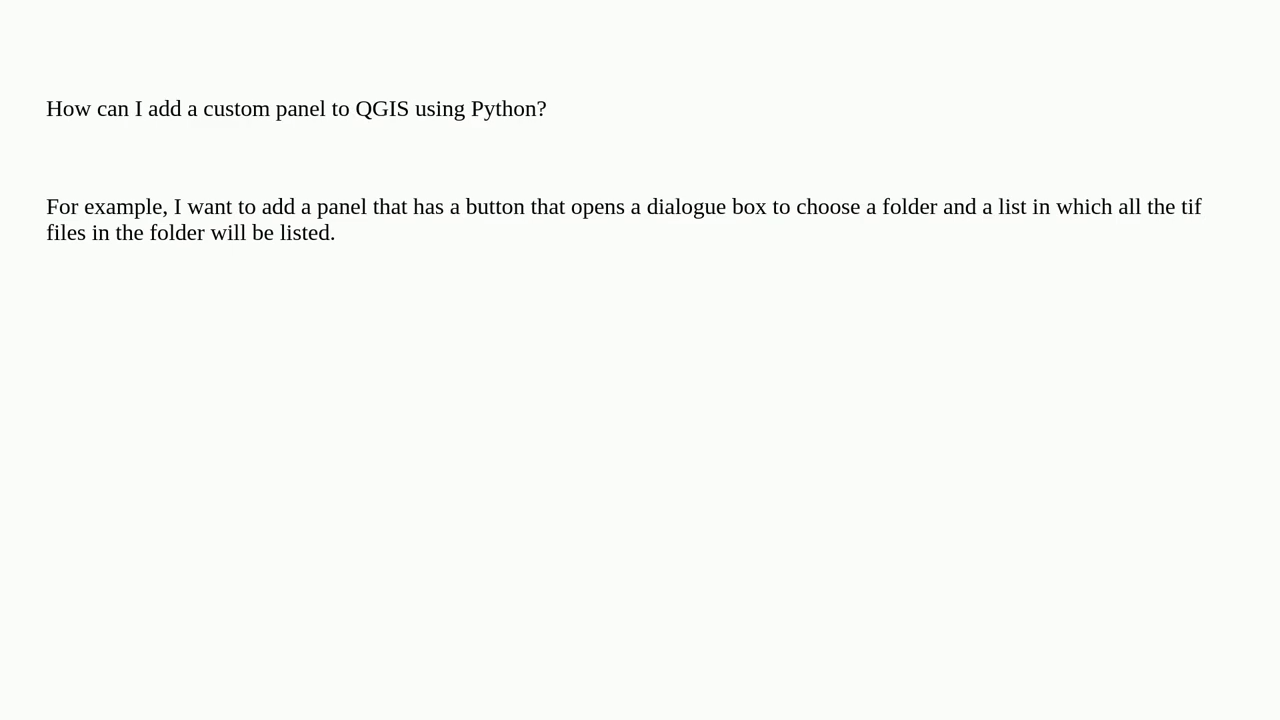 How can I add a custom panel to QGIS using Python?
For example, I want to add a panel that has a button that opens a dialogue box to choose a folder and a list in which all the tif
files in the folder will be listed.